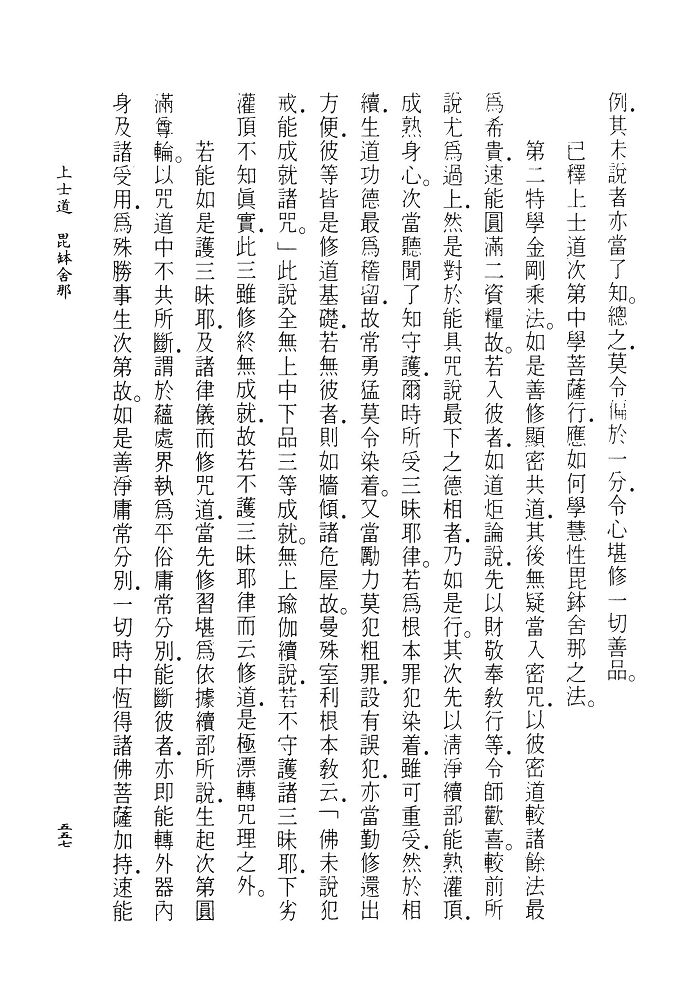 例．其未說者亦當了知。總之．莫令偏於一分．令心堪修一切善品。
已釋上士道次第中學菩薩行．應如何學慧性毘鉢舍那之法。
第二特學金剛乘法。如是善修顯密共道．其後無疑當入密咒．以彼密道較諸餘法最
爲希貴．速能圓滿二資糧故。若入彼者．如道炬論說．先以財敬奉教行等．令師歡喜。較前所
說尤爲過上．然是對於能具咒說最下之德相者．乃如是行。其次先以淸淨續部能熟灌頂．
成熟身心。次當聽聞了知守護．爾時所受三昧耶律。若爲根本罪犯染着．雖可重受．然於相
續．生道功德最爲稽留．故常勇猛莫令染着。又當勵力莫犯粗罪．設有誤犯．亦當勤修還出
方便．彼等皆是修道基礎．若無彼者．則如牆傾．諸危屋故。曼殊室利根本敎云．「佛未說犯
戒．能成就諸咒。」此說全無上中下品三等成就。無上瑜伽續說．若不守護諸三昧耶．下劣
灌頂．不知眞實．此三雖修終無成就．故若不護三昧耶律而云修道．是極漂轉咒理之外。
若能如是護三昧耶．及諸律儀而修咒道．當先修習堪爲依據續部所說．生起次第圓
滿尊輪。以咒道中不共所斷．謂於蘊處界執爲平俗庸常分別．能斷彼者．亦即能轉外器內
身及諸受用．爲殊勝事生次第故。如是善淨庸常分別．一切時中恆得諸佛菩薩加持．速能
上士道　毘鉢舍那
五五七